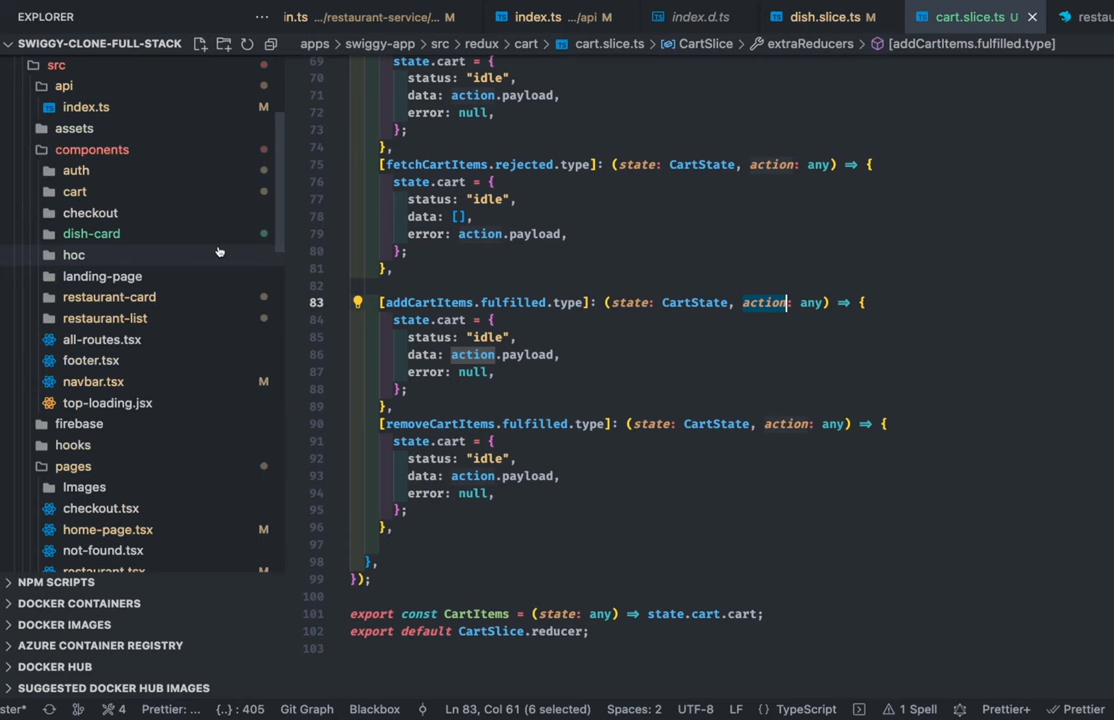 EXPLORER
SWIGGY-CLONE-FULL-STACK
src
api
index.ts M
assets
components
auth
cart
checkout
dish-card
hoc
landing-page
restaurant-card
restaurant-list
all-routes.tsx
footer.tsx
navbar.tsx M
top-loading.jsx
firebase
hooks
pages
Images
checkout.tsx
home-page.tsx M
not-found.tsx
restaurant.tsx M
NPM SCRIPTS
DOCKER CONTAINERS
DOCKER IMAGES
AZURE CONTAINER REGISTRY
DOCKER HUB
SUGGESTED DOCKER HUB IMAGES
in.ts .../restaurant-service/... M TS index.ts .../api M TS index.d.ts TS dish.slice.ts M TS cart.slice.ts U restau
apps > swiggy-app > src > redux > cart > TS cart.slice.ts > CartSlice > extraReducers > [addCartItems.fulfilled.type]
69 state.cart = {
70 status: "idle",
71 data: action.payload,
72 error: null,
73 };
74 },
75 [fetchCartItems.rejected.type]: (state: CartState, action: any) => {
76 state.cart = {
77 status: "idle",
78 data: [],
79 error: action.payload,
80 };
81 },
82
83 [addCartItems.fulfilled.type]: (state: CartState, action: any) => {
84 state.cart = {
85 status: "idle",
86 data: action.payload,
87 error: null,
88 };
89 },
90 [removeCartItems.fulfilled.type]: (state: CartState, action: any) => {
91 state.cart = {
92 status: "idle",
93 data: action.payload,
94 error: null,
95 };
96 },
97
98 },
99 });
100
101 export const CartItems = (state: any) => state.cart.cart;
102 export default CartSlice.reducer;
103
ster* 4 Prettier: ... {..} : 405 Git Graph Blackbox Ln 83, Col 61 (6 selected) Spaces: 2 UTF-8 LF {} TypeScript 1 Spell Prettier+ Prettier